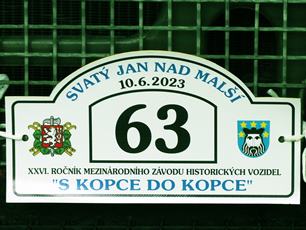 SVATÝ JAN NAD MALŠÍ
10.6.2023
63
XXVI. ROČNÍK MEZINÁRODNÍHO ZÁVODU HISTORICKÝCH VOZIDEL
"S KOPCE DO KOPCE"